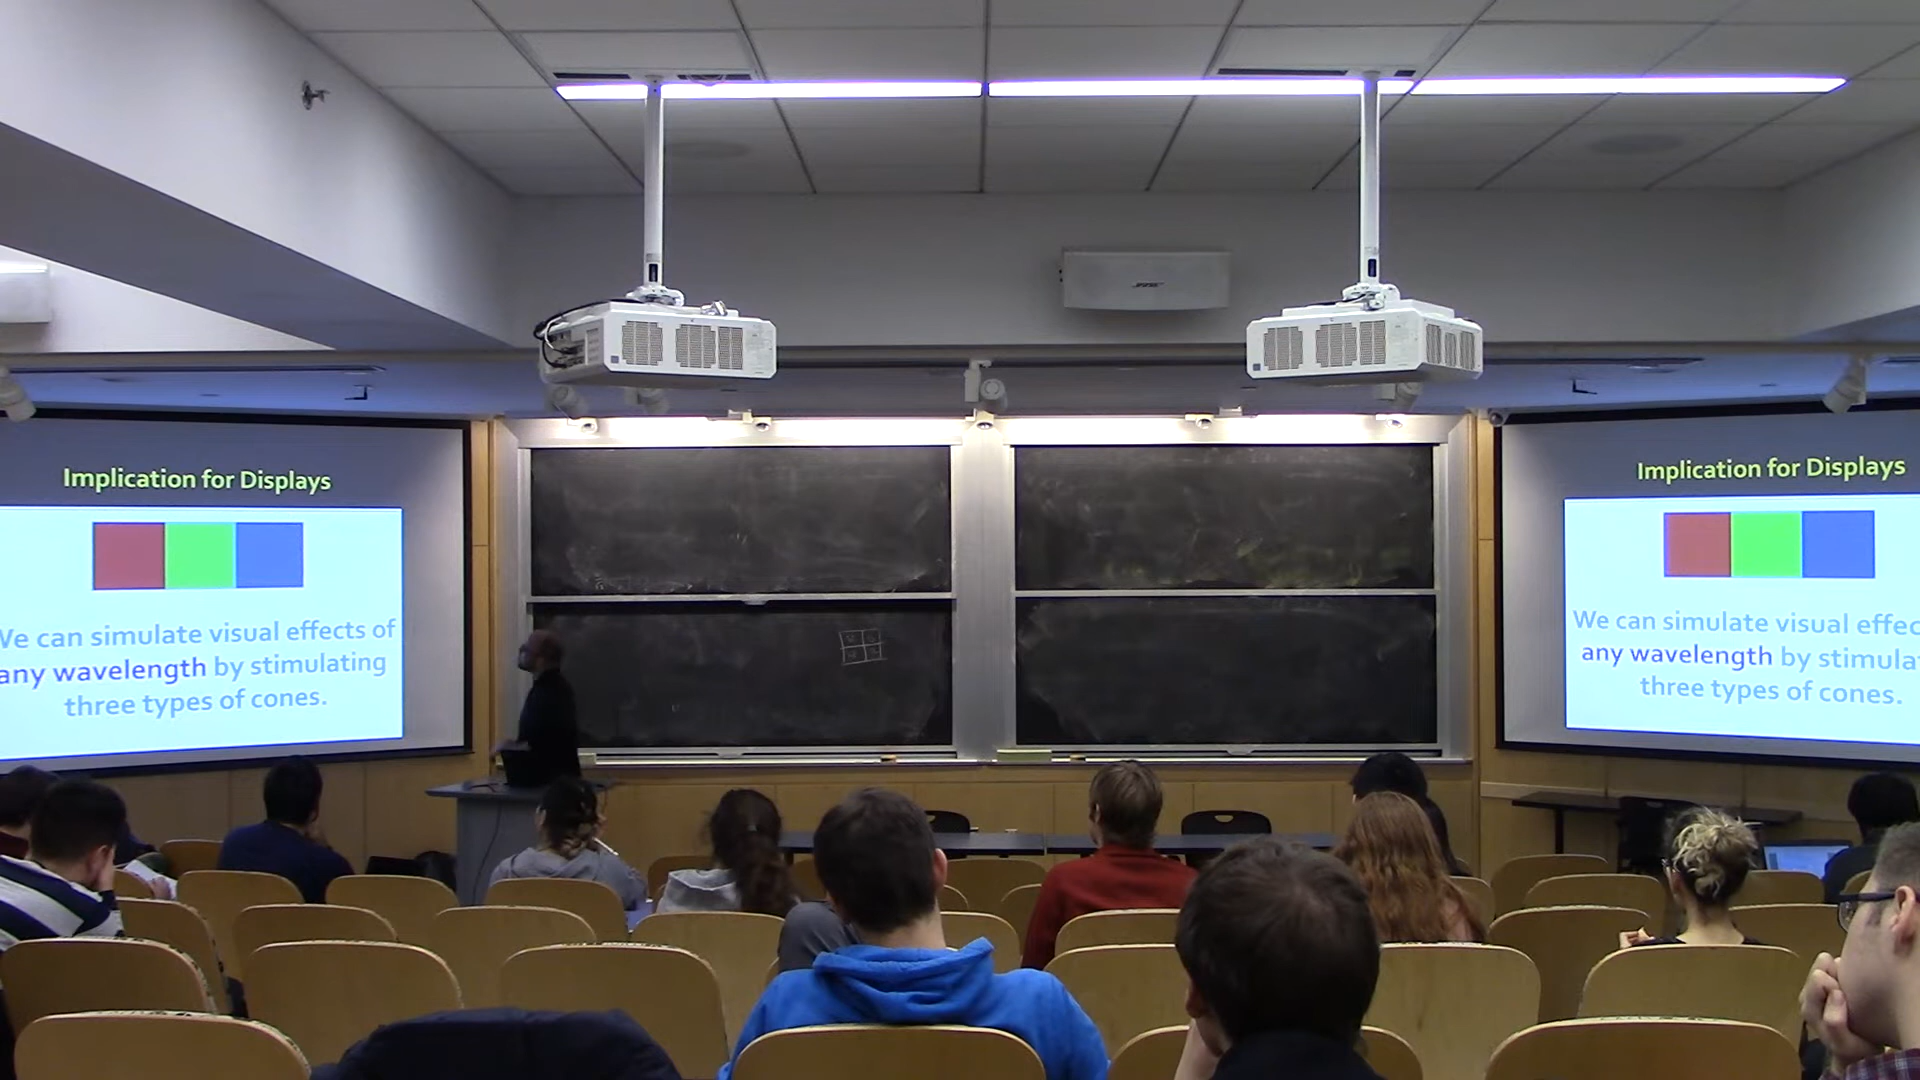 Implication for Displays
We can simulate visual effects of
any wavelength by stimulating
three types of cones.
Implication for Displays
We can simulate visual effec
any wavelength by stimula
three types of cones.
BOSE